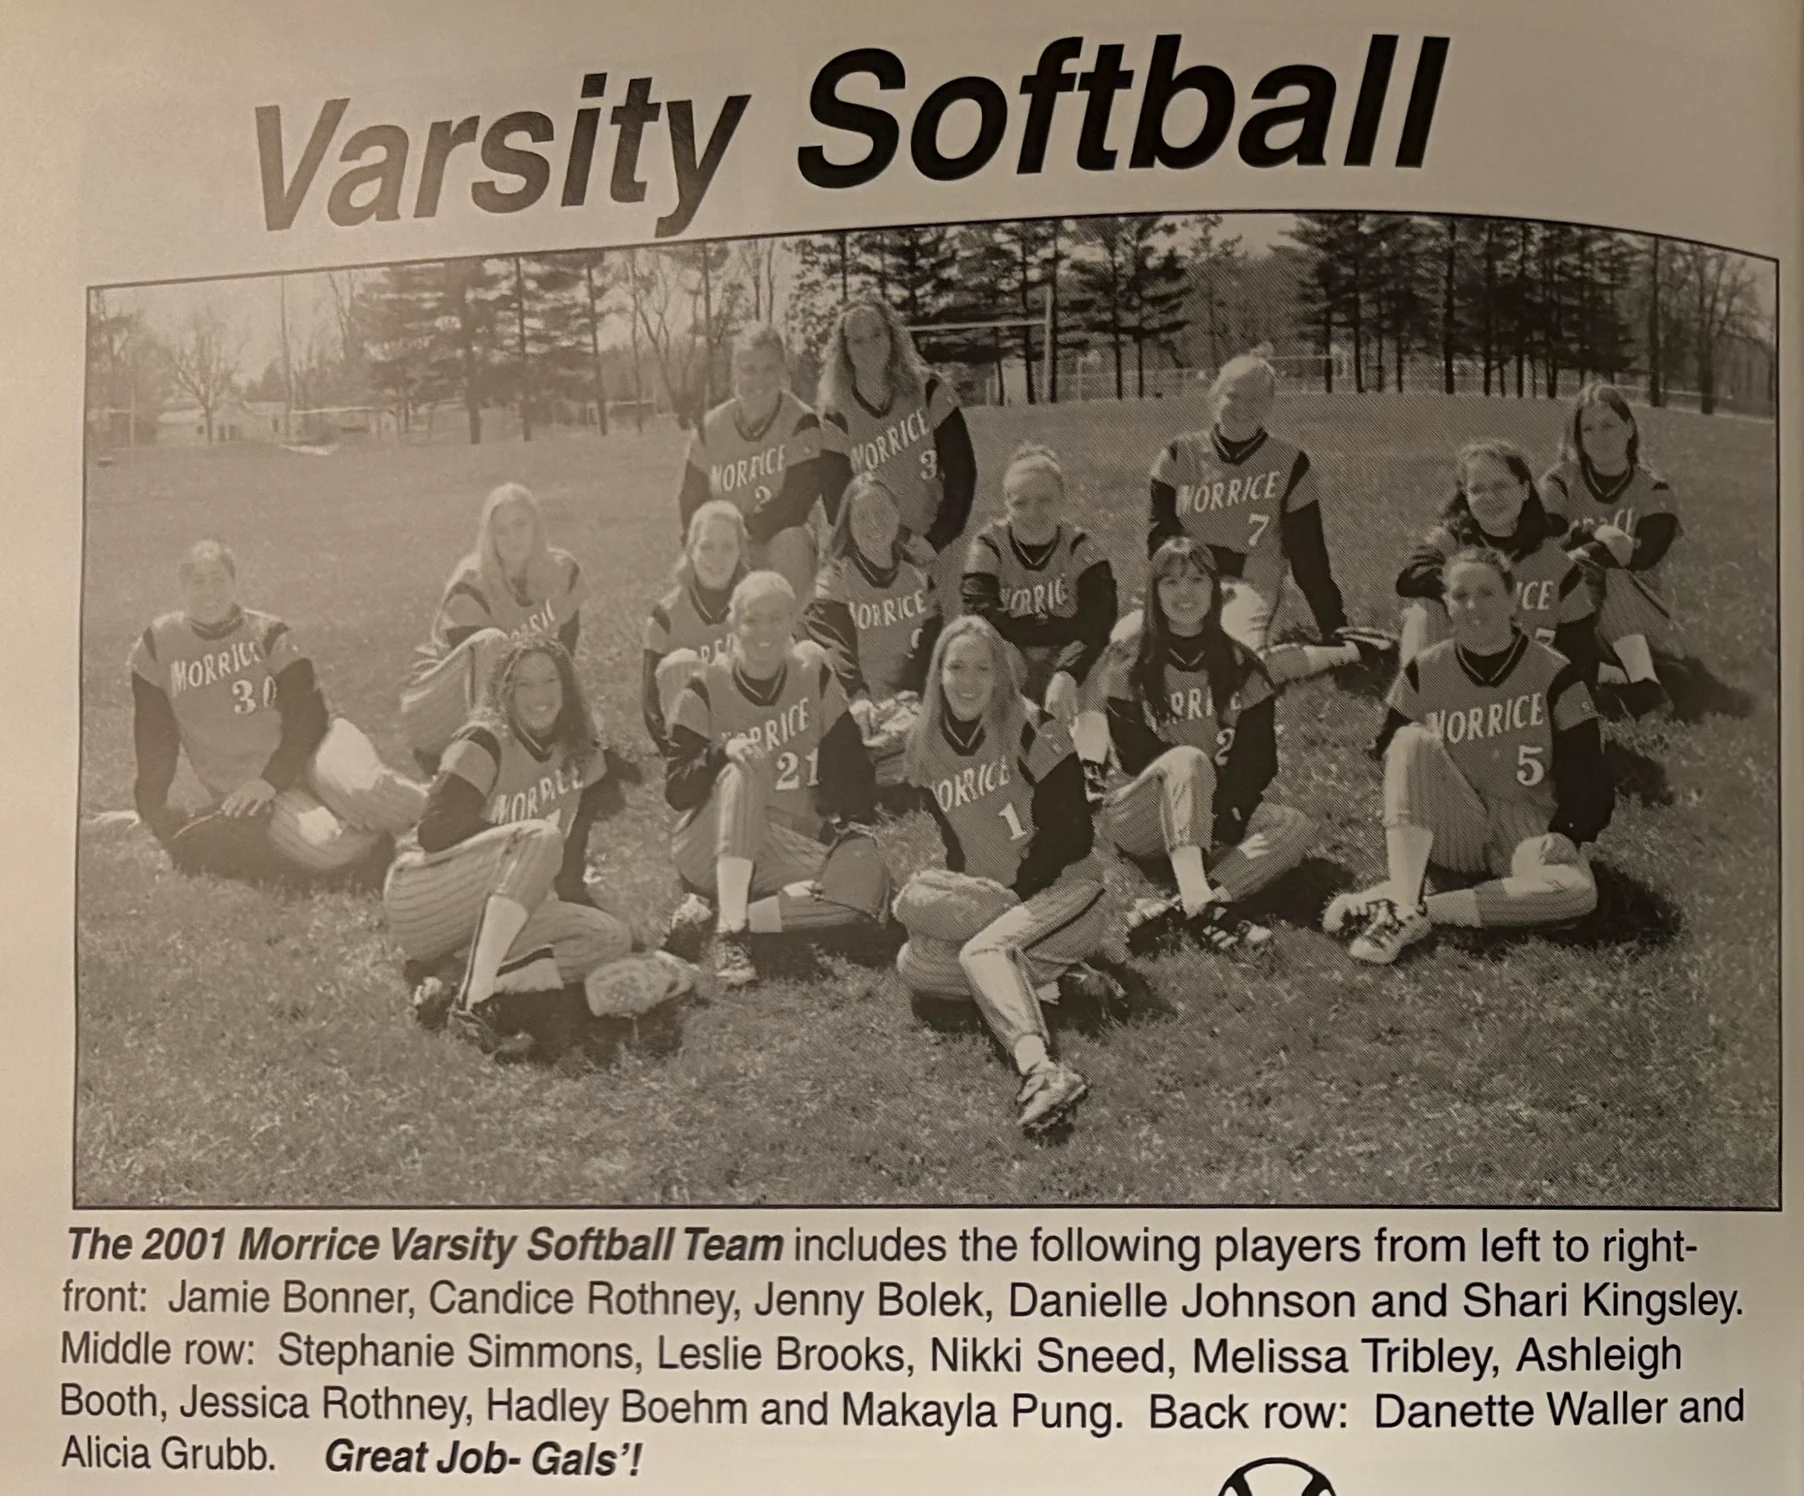 Varsity Softball
MORRICE
2
MORRICE
3
MORRICE
7
MORRICE
30
MORRICE
21
MORRICE
5
1
2
The 2001 Morrice Varsity Softball Team includes the following players from left to right-
front: Jamie Bonner, Candice Rothney, Jenny Bolek, Danielle Johnson and Shari Kingsley.
Middle row: Stephanie Simmons, Leslie Brooks, Nikki Sneed, Melissa Tribley, Ashleigh
Booth, Jessica Rothney, Hadley Boehm and Makayla Pung. Back row: Danette Waller and
Alicia Grubb. Great Job- Gals'!